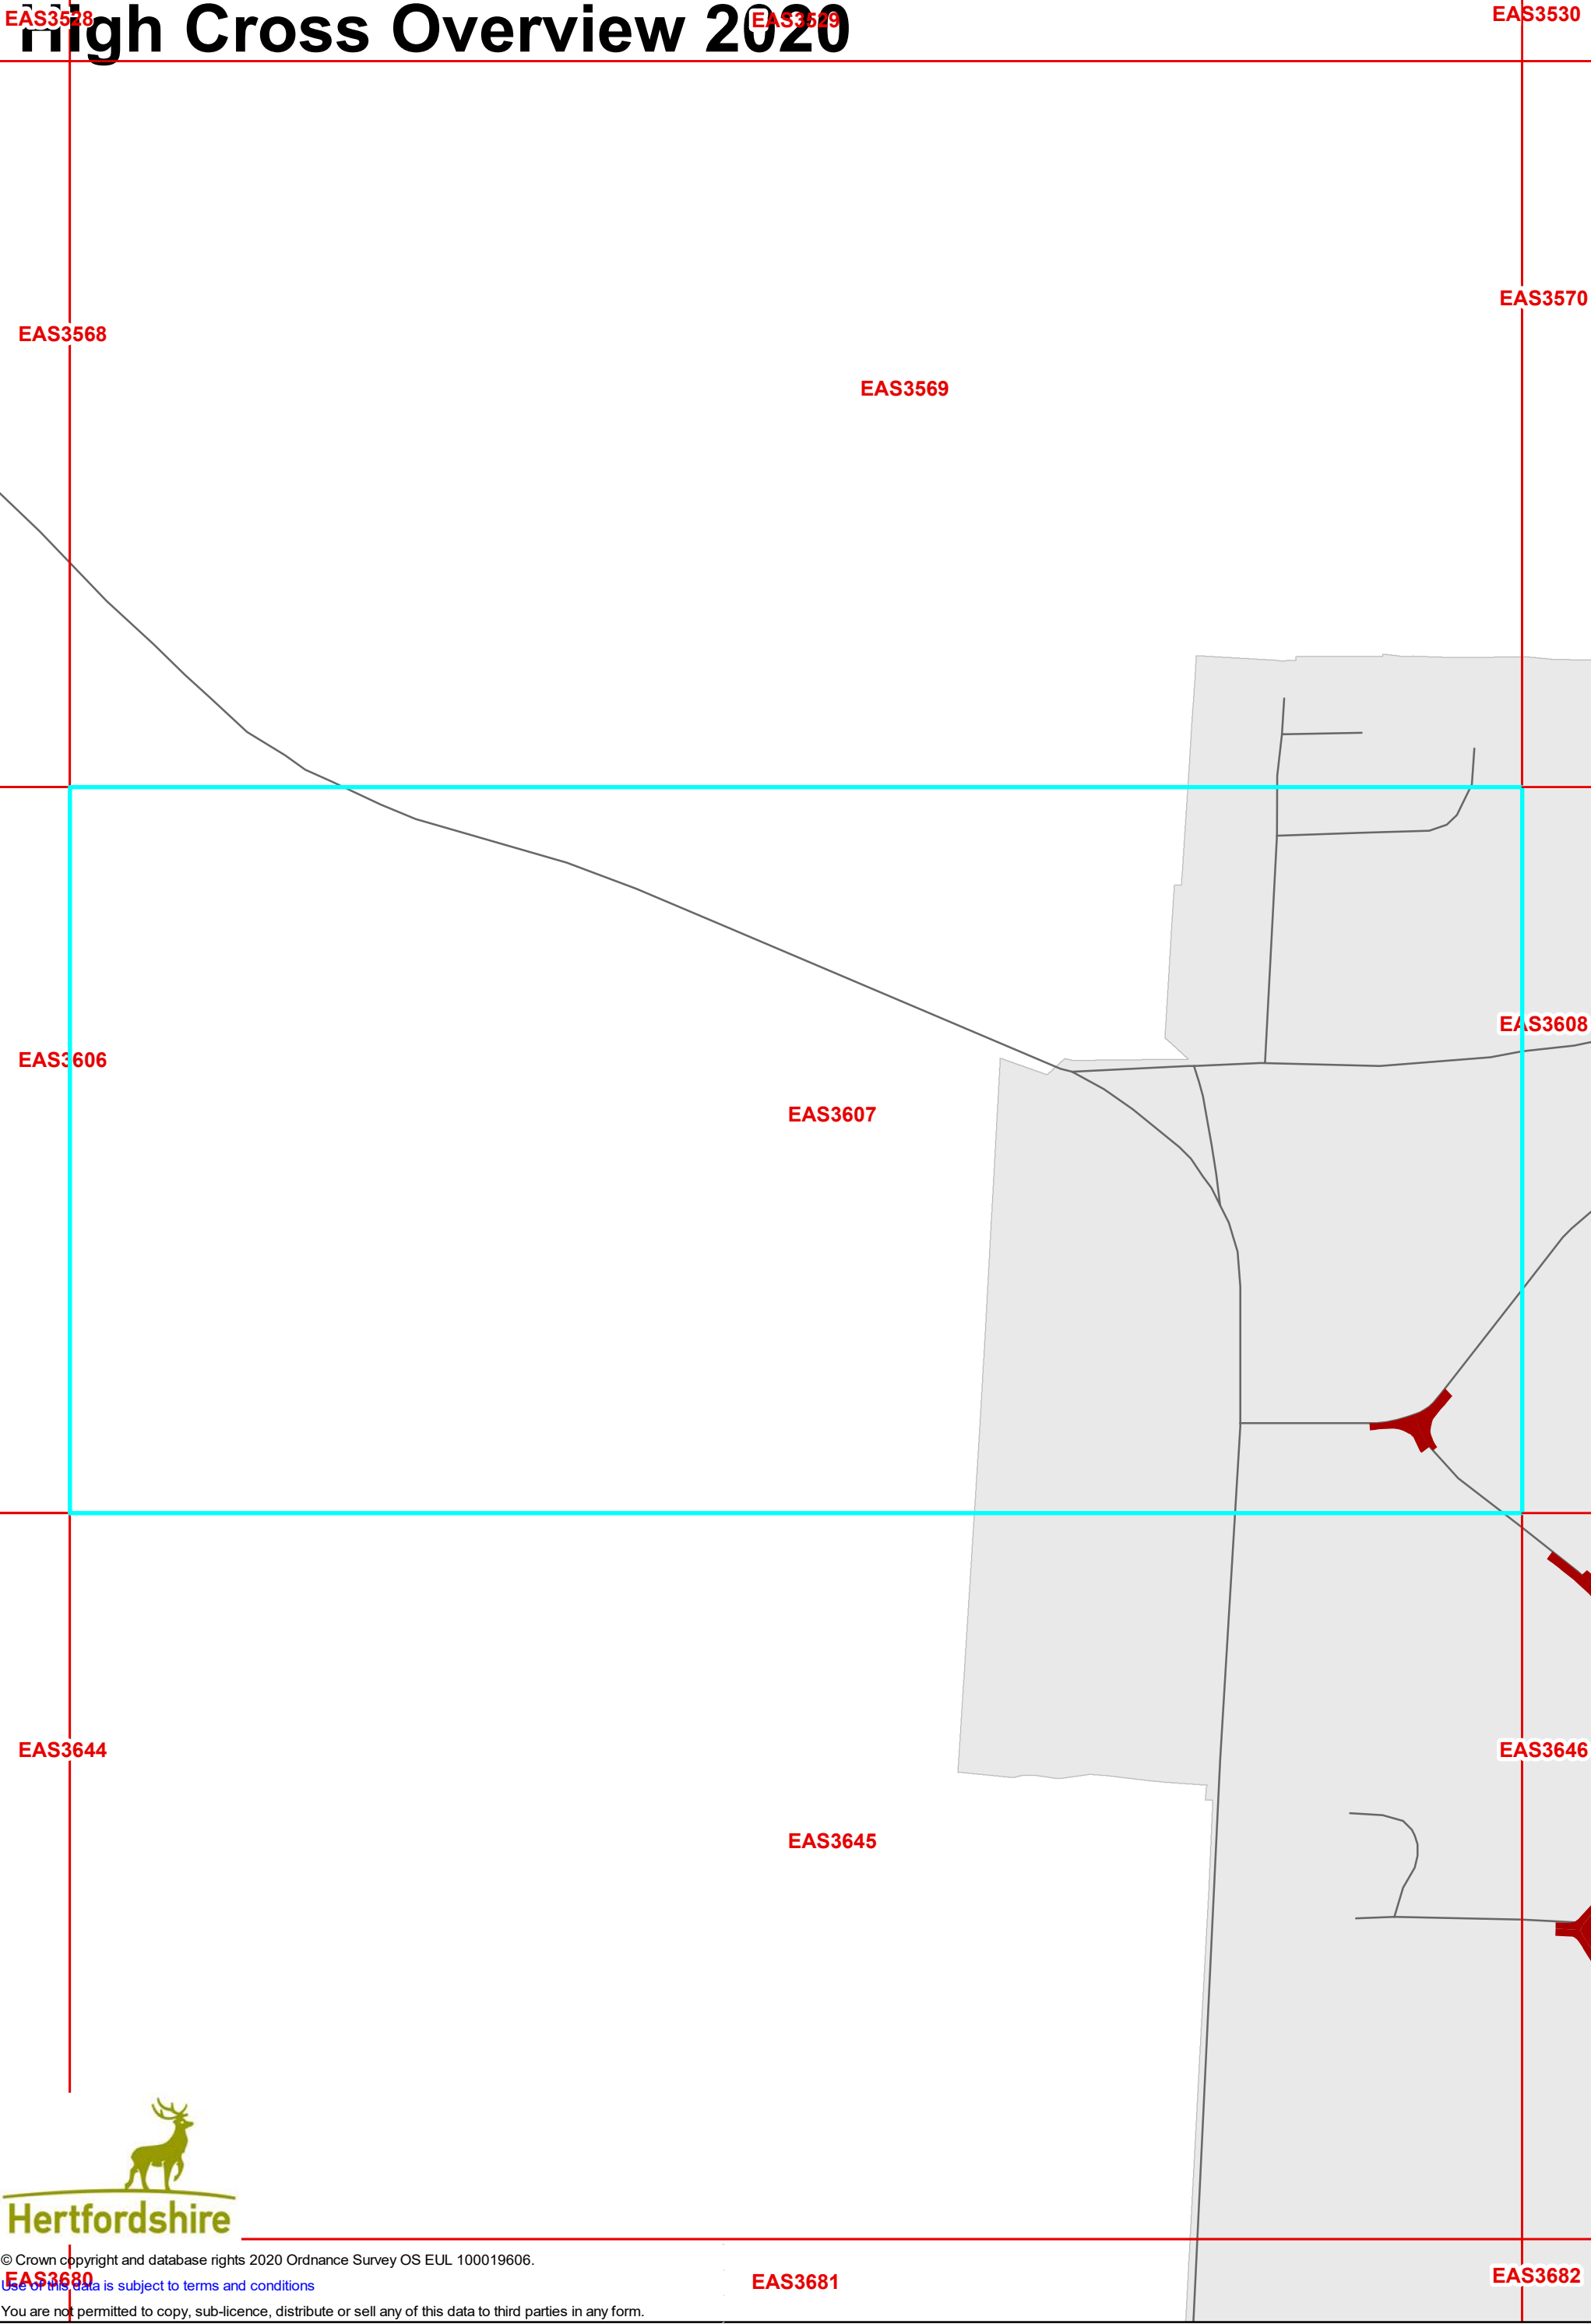 High Cross Overview 2020
EAS3528
EAS3529
EAS3530
EAS3570
EAS3568
EAS3569
EAS3608
EAS3606
EAS3607
EAS3644
EAS3646
EAS3645
Hertfordshire
© Crown copyright and database rights 2020 Ordnance Survey OS EUL 100019606.
EAS3680
EAS3681
EAS3682
Use of this data is subject to terms and conditions
You are not permitted to copy, sub-licence, distribute or sell any of this data to third parties in any form.